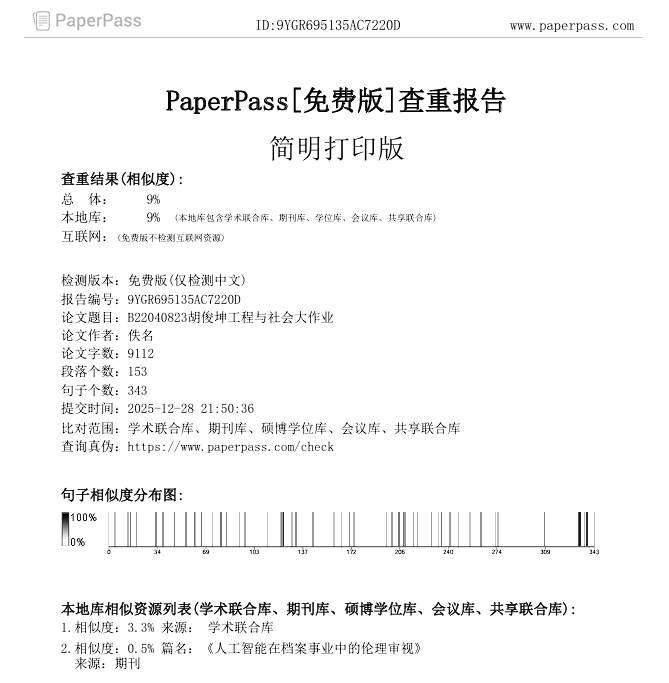 PaperPass ID:9YGR695135AC7220D www.paperpass.com
PaperPass[免费版]查重报告
简明打印版
查重结果(相似度):
总 体: 9%
本地库: 9% (本地库包含学术联合库、期刊库、学位库、会议库、共享联合库)
互联网: (免费版不检测互联网资源)
检测版本: 免费版(仅检测中文)
报告编号: 9YGR695135AC7220D
论文题目: B22040823胡俊坤工程与社会大作业
论文作者: 佚名
论文字数: 9112
段落个数: 153
句子个数: 343
提交时间: 2025-12-28 21:50:36
比对范围: 学术联合库、期刊库、硕博学位库、会议库、共享联合库
查询真伪: https://www.paperpass.com/check
句子相似度分布图:
100%
0%
0 34 69 103 137 172 206 240 274 309 343
本地库相似资源列表(学术联合库、期刊库、硕博学位库、会议库、共享联合库):
1.相似度: 3.3% 来源: 学术联合库
2.相似度: 0.5% 篇名: 《人工智能在档案事业中的伦理审视》
来源: 期刊